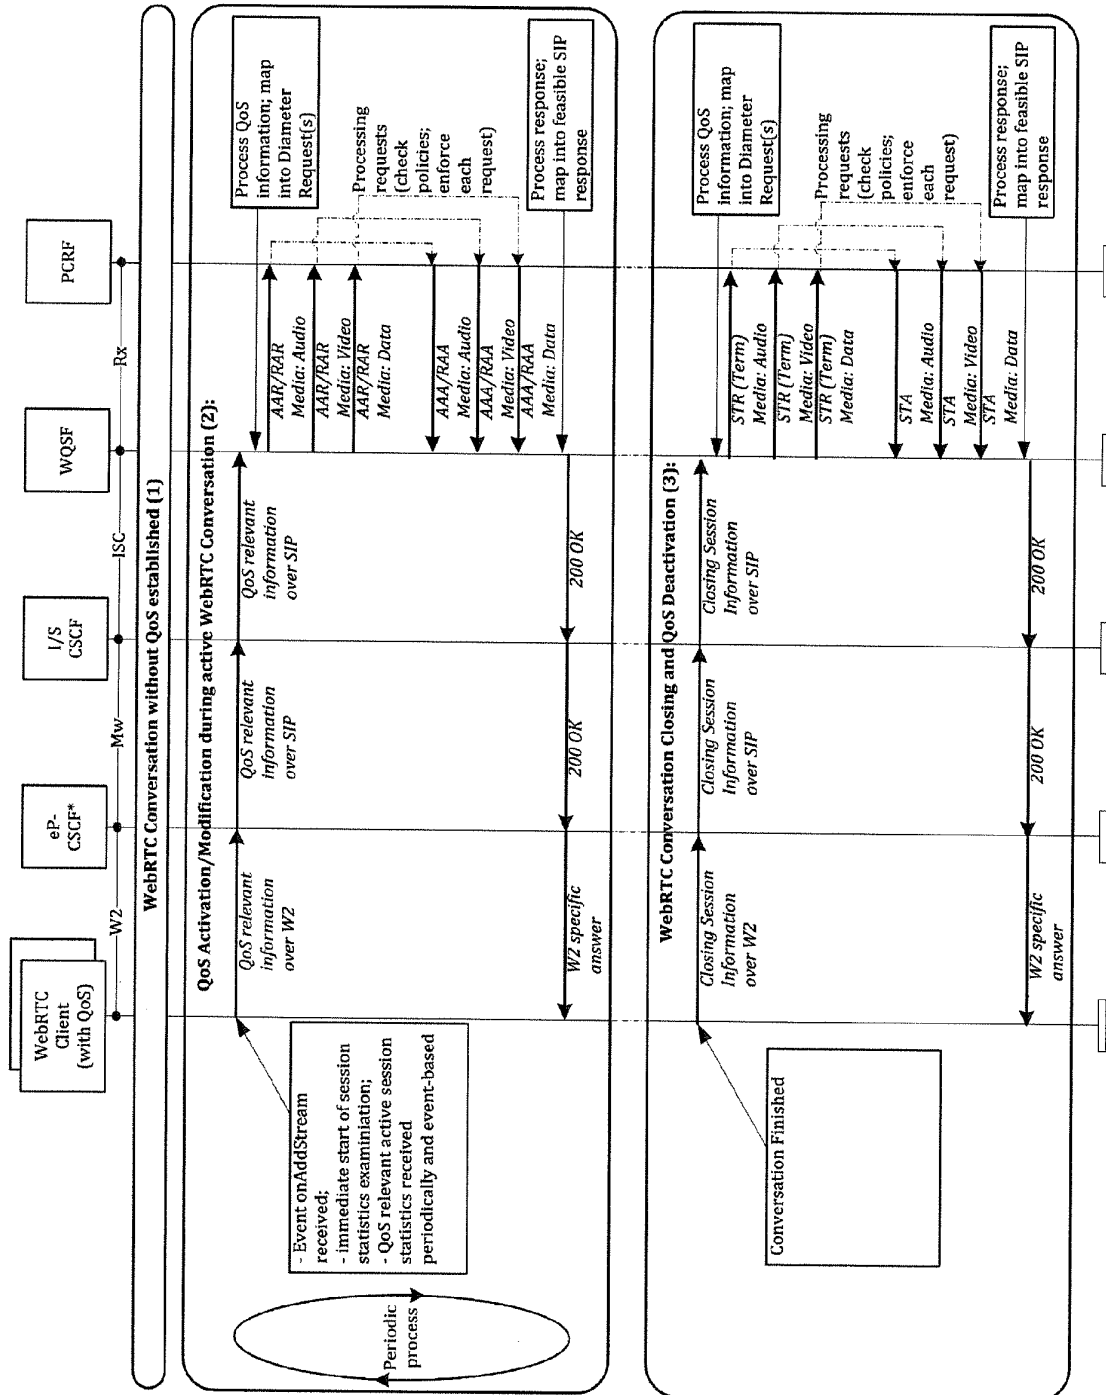 WebRTC
Client
(with QoS)
eP-
CSCF*
I/S
CSCF
WQSF
PCRF
W2
Mw
ISC
Rx
WebRTC Conversation without QoS established (1)
QoS Activation/Modification during active WebRTC Conversation (2):
Periodic
process
- Event onAddStream
received;
- immediate start of session
statistics examiniation;
- QoS relevant active session
statistics received
periodically and event-based
QoS relevant
information
over W2
QoS relevant
information
over SIP
QoS relevant
information
over SIP
Process QoS
information; map
into Diameter
Request(s)
AAR/RAR
Media: Audio
AAR/RAR
Media: Video
AAR/RAR
Media: Data
Processing
requests
(check
policies;
enforce
each
request)
AAA/RAA
Media: Audio
AAA/RAA
Media: Video
AAA/RAA
Media: Data
Process response;
map into feasible SIP
response
W2 specific
answer
200 OK
200 OK
WebRTC Conversation Closing and QoS Deactivation (3):
Conversation Finished
Closing Session
Information
over W2
Closing Session
Information
over SIP
Closing Session
Information
over SIP
Process QoS
information; map
into Diameter
Request(s)
STR (Term)
Media: Audio
STR (Term)
Media: Video
STR (Term)
Media: Data
Processing
requests
(check
policies;
enforce
each
request)
STA
Media: Audio
STA
Media: Video
STA
Media: Data
Process response;
map into feasible SIP
response
W2 specific
answer
200 OK
200 OK